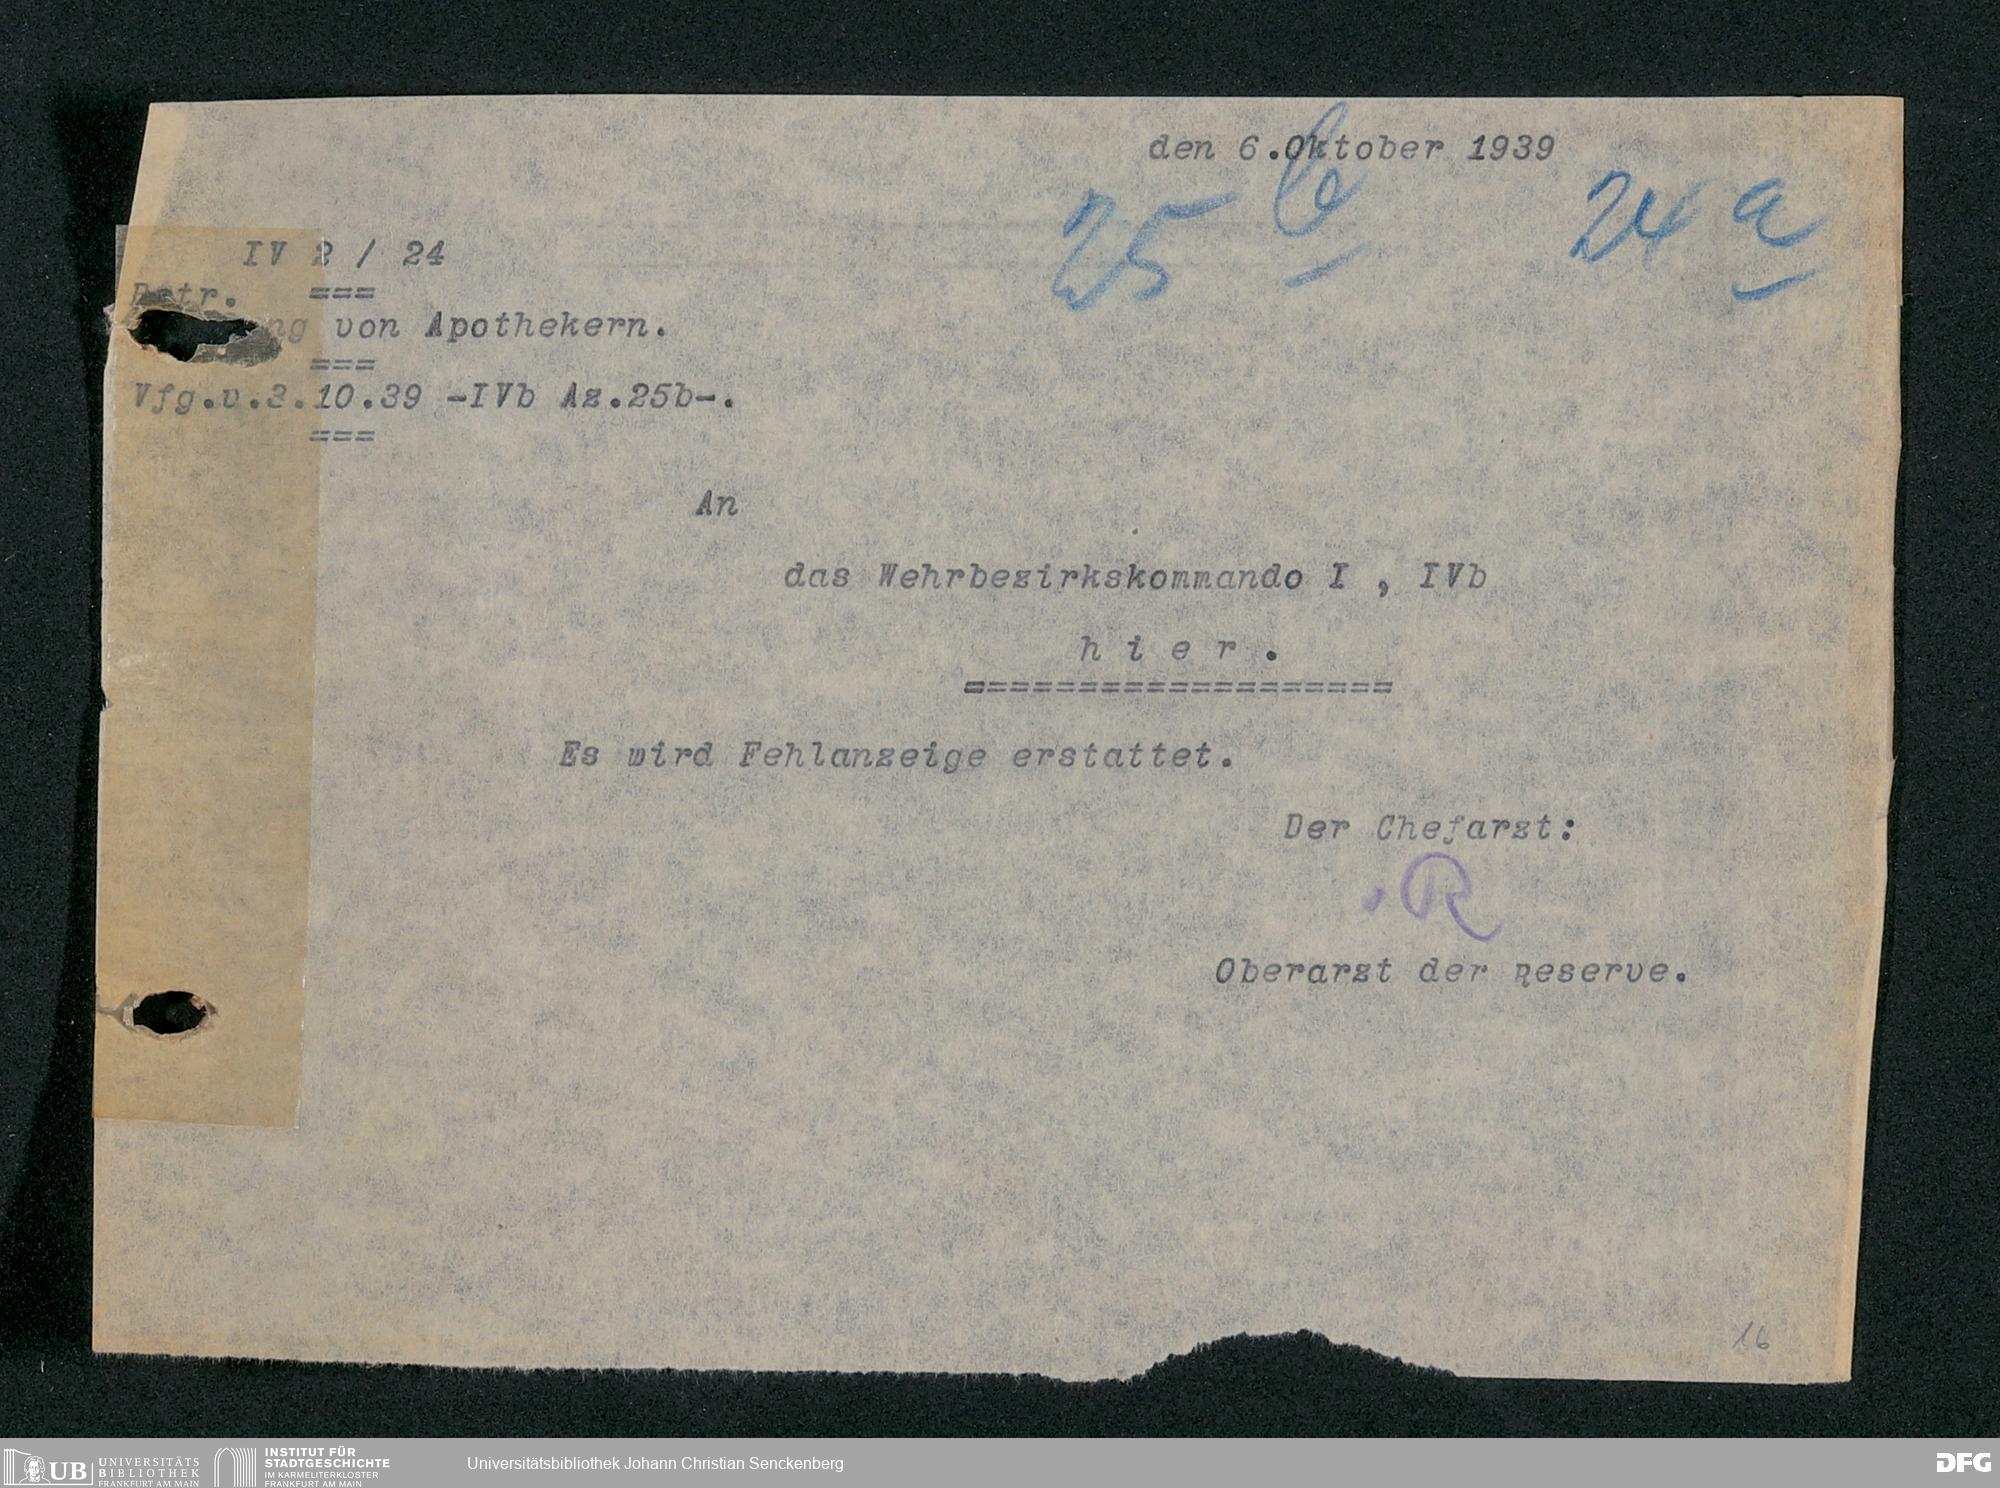 den 6.Oktober 1939
25 b 24 a
IV 2 / 24
Betr. ===
ng von Apothekern.
===
Vfg.v.3.10.39 -IVb Az.25b-.
===
An
das Wehrbezirkskommando I , IVb
h i e r .
===================
Es wird Fehlanzeige erstattet.
Der Chefarzt:
R
Oberarzt der Reserve.
16
UB UNIVERSITÄTS
BIBLIOTHEK
FRANKFURT AM MAIN
INSTITUT FÜR
STADTGESCHICHTE
IM KARMELITERKLOSTER
FRANKFURT AM MAIN
Universitätsbibliothek Johann Christian Senckenberg
DFG